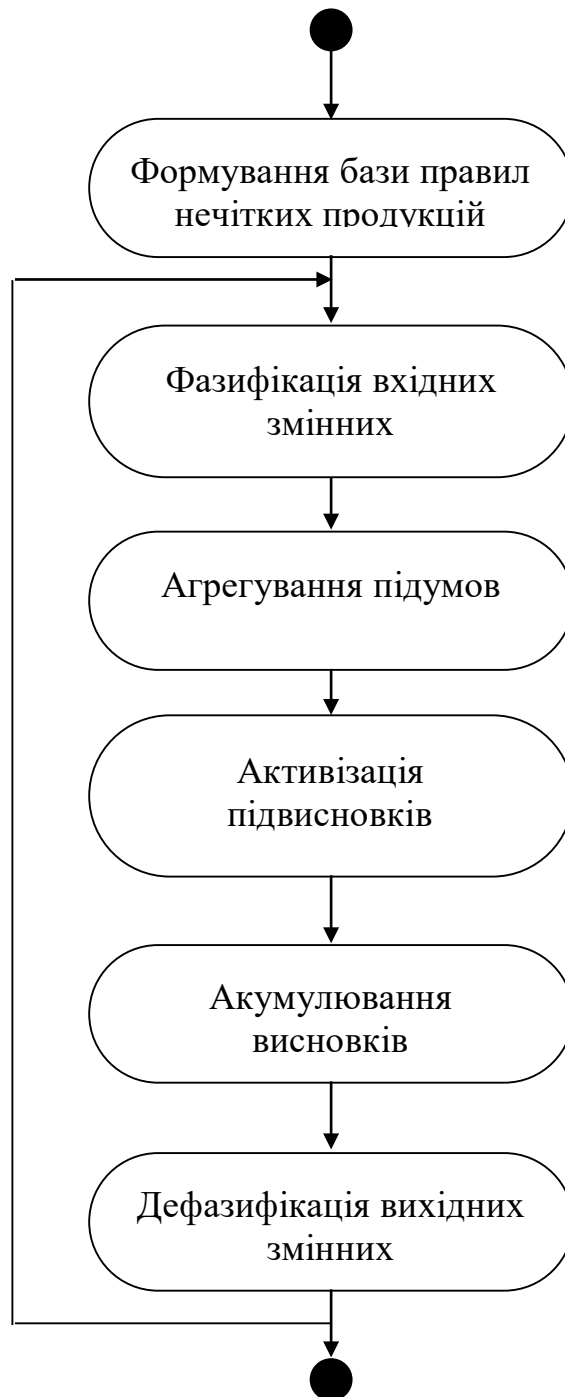 Формування бази правил
нечітких продукцій
Фазифікація вхідних
змінних
Агрегування підумов
Активізація
підвисновків
Акумулювання
висновків
Дефазифікація вихідних
змінних